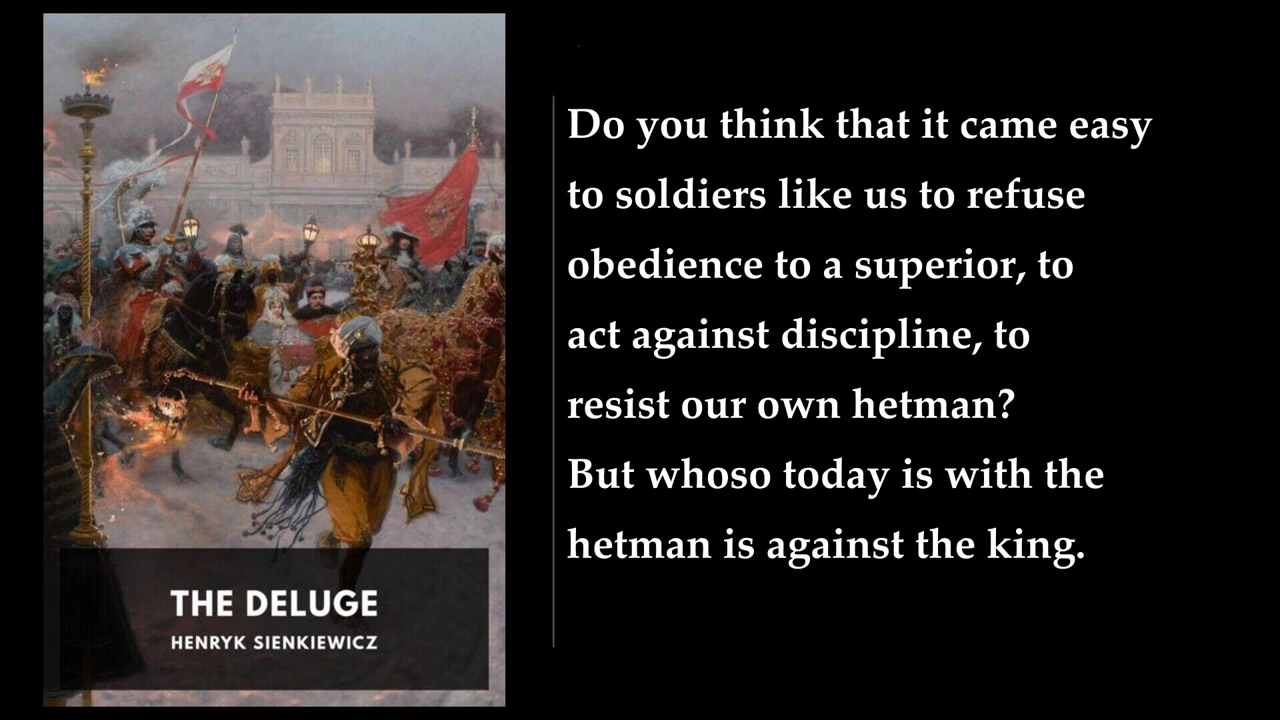 THE DELUGE
HENRYK SIENKIEWICZ
Do you think that it came easy
to soldiers like us to refuse
obedience to a superior, to
act against discipline, to
resist our own hetman?
But whoso today is with the
hetman is against the king.